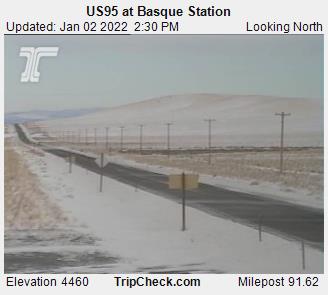 US95 at Basque Station
Updated: Jan 02 2022 2:30 PM Looking North
Elevation 4460 TripCheck.com Milepost 91.62